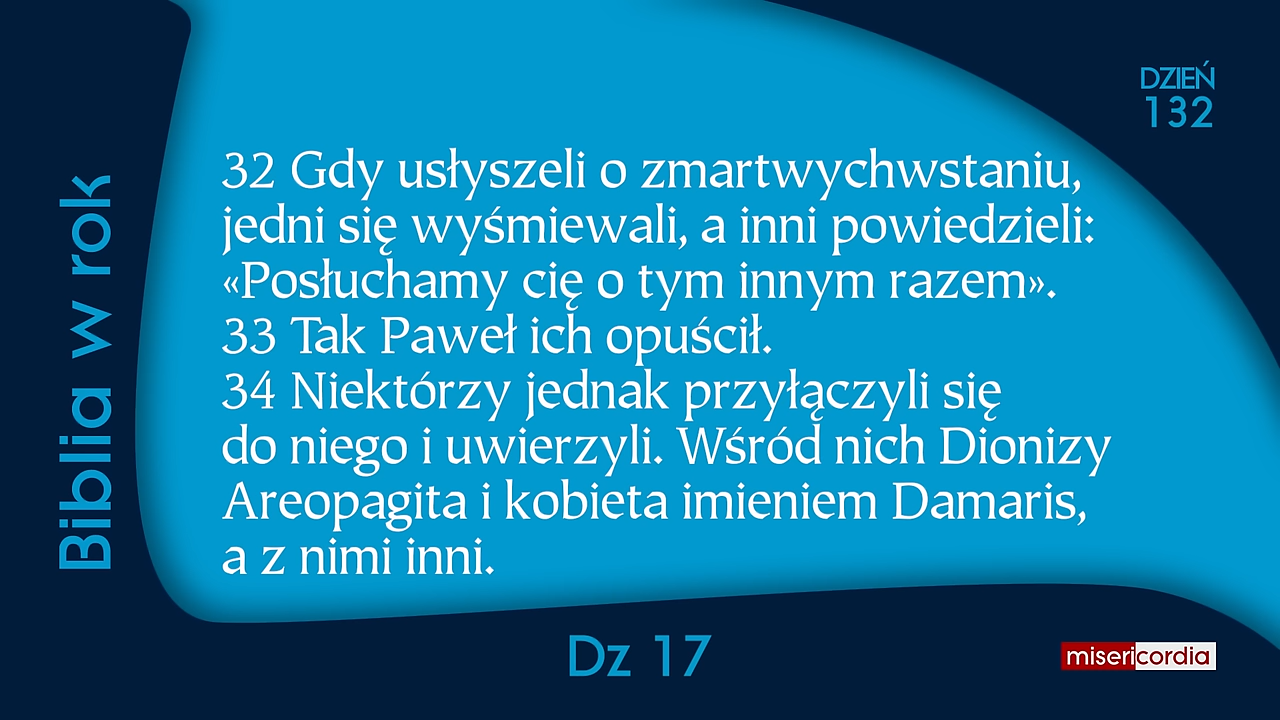 DZIEŃ
132
Biblia w rok
32 Gdy usłyszeli o zmartwychwstaniu,
jedni się wyśmiewali, a inni powiedzieli:
«Posłuchamy cię o tym innym razem».
33 Tak Paweł ich opuścił.
34 Niektórzy jednak przyłączyli się
do niego i uwierzyli. Wśród nich Dionizy
Areopagita i kobieta imieniem Damaris,
a z nimi inni.
Dz 17
misericordia